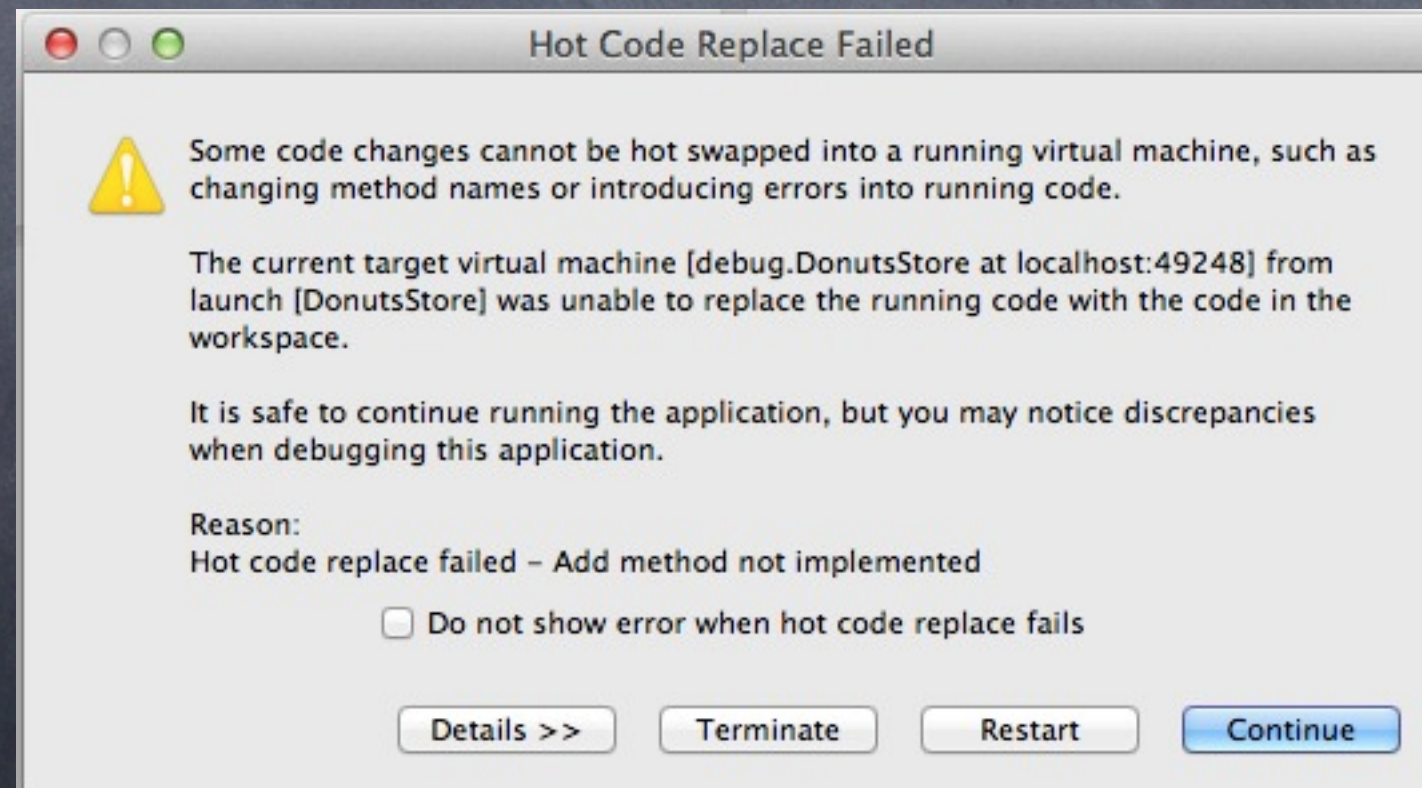 Hot Code Replace Failed
Some code changes cannot be hot swapped into a running virtual machine, such as
changing method names or introducing errors into running code.
The current target virtual machine [debug.DonutsStore at localhost:49248] from
launch [DonutsStore] was unable to replace the running code with the code in the
workspace.
It is safe to continue running the application, but you may notice discrepancies
when debugging this application.
Reason:
Hot code replace failed – Add method not implemented
Do not show error when hot code replace fails
Details >>
Terminate
Restart
Continue